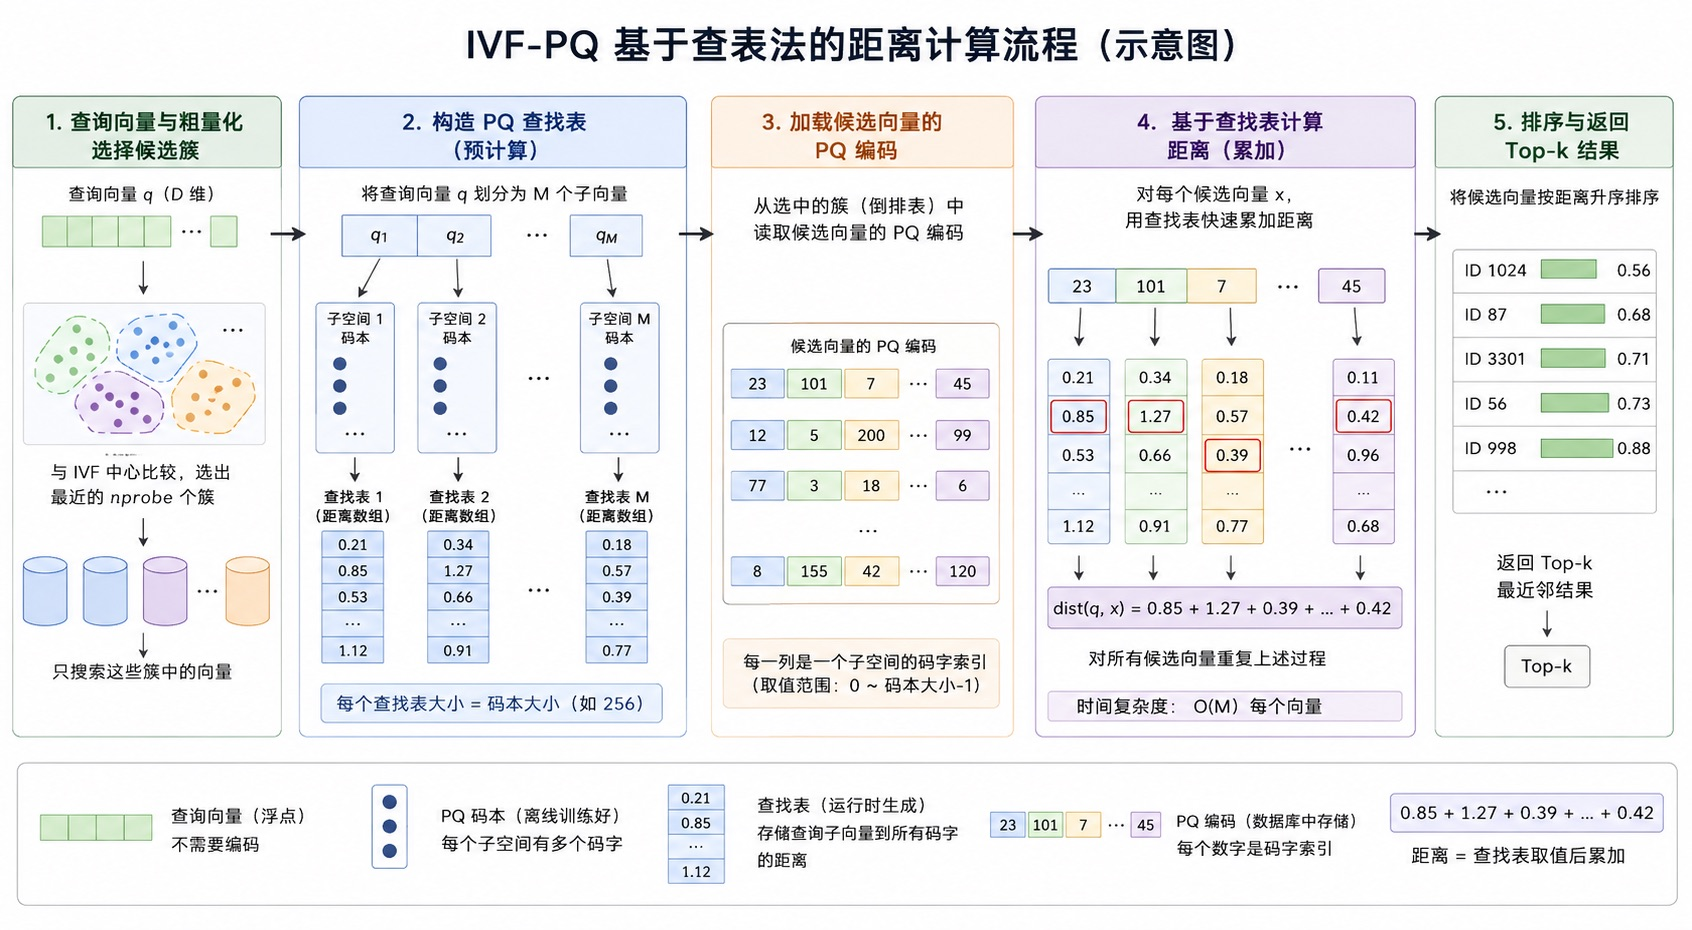 IVF-PQ 基于查表法的距离计算流程（示意图）
1. 查询向量与粗量化
选择候选簇
查询向量 q（D 维）
...
...
与 IVF 中心比较，选出
最近的 nprobe 个簇
...
只搜索这些簇中的向量
2. 构造 PQ 查找表
（预计算）
将查询向量 q 划分为 M 个子向量
q1 q2 ... qM
子空间 1
码本
...
子空间 2
码本
...
...
子空间 M
码本
...
查找表 1
（距离数组）
0.21
0.85
0.53
...
1.12
查找表 2
（距离数组）
0.34
1.27
0.66
...
0.91
...
查找表 M
（距离数组）
0.18
0.57
0.39
...
0.77
每个查找表大小 = 码本大小（如 256）
3. 加载候选向量的
PQ 编码
从选中的簇（倒排表）中
读取候选向量的 PQ 编码
候选向量的 PQ 编码
23 101 7 ... 45
12 5 200 ... 99
77 3 18 ... 6
...
8 155 42 ... 120
每一列是一个子空间的码字索引
（取值范围：0 ~ 码本大小-1）
4. 基于查找表计算
距离（累加）
对每个候选向量 x，
用查找表快速累加距离
23 101 7 ... 45
0.21 0.34 0.18 0.11
0.85 1.27 0.57 0.42
0.53 0.66 0.39 ... 0.96
... ... ... ...
1.12 0.91 0.77 0.68
dist(q, x) = 0.85 + 1.27 + 0.39 + ... + 0.42
对所有候选向量重复上述过程
时间复杂度： O(M) 每个向量
5. 排序与返回
Top-k 结果
将候选向量按距离升序排序
ID 1024 0.56
ID 87 0.68
ID 3301 0.71
ID 56 0.73
ID 998 0.88
...
返回 Top-k
最近邻结果
Top-k
查询向量（浮点）
不需要编码
PQ 码本（离线训练好）
每个子空间有多个码字
0.21
0.85
...
1.12
查找表（运行时生成）
存储查询子向量到所有码字
的距离
23 101 7 ... 45
PQ 编码（数据库中存储）
每个数字是码字索引
0.85 + 1.27 + 0.39 + ... + 0.42
距离 = 查找表取值后累加